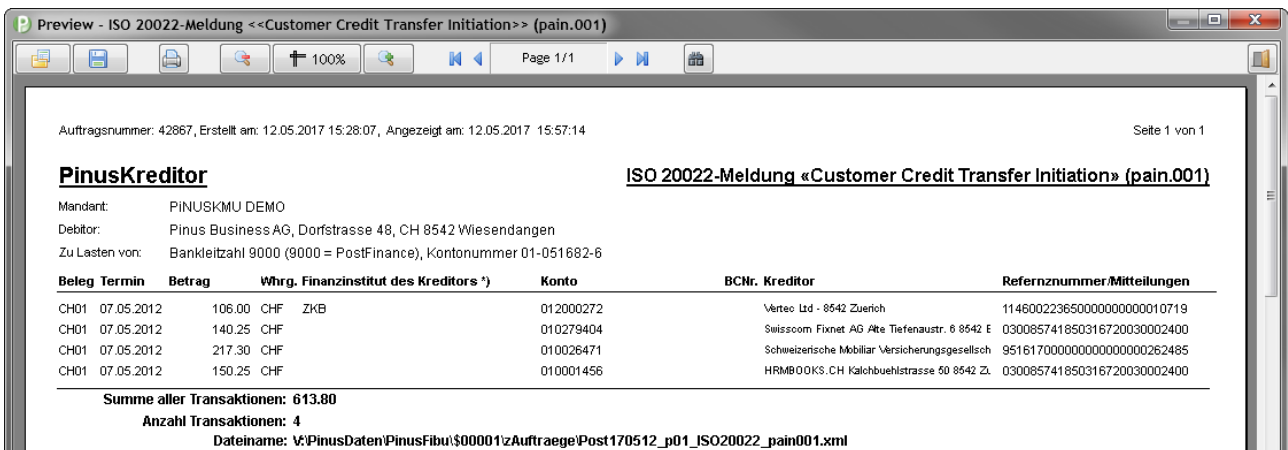 Preview - ISO 20022-Meldung <<Customer Credit Transfer Initiation>> (pain.001)
100% Page 1/1
Auftragsnummer: 42867, Erstellt am: 12.05.2017 15:28:07, Angezeigt am: 12.05.2017 15:57:14 Seite 1 von 1
PinusKreditor ISO 20022-Meldung «Customer Credit Transfer Initiation» (pain.001)
Mandant: PiNUSKMU DEMO
Debitor: Pinus Business AG, Dorfstrasse 48, CH 8542 Wiesendangen
Zu Lasten von: Bankleitzahl 9000 (9000 = PostFinance), Kontonummer 01-051682-6
Beleg Termin Betrag Whrg. Finanzinstitut des Kreditors *) Konto BCNr. Kreditor Refernznummer/Mitteilungen
CH01 07.05.2012 106.00 CHF ZKB 012000272 Vertec Ltd - 8542 Zuerich 114600223650000000000010719
CH01 07.05.2012 140.25 CHF 010279404 Swisscom Fixnet AG Alte Tiefenaustr. 6 8542 E 030085741850316720030002400
CH01 07.05.2012 217.30 CHF 010026471 Schweizerische Mobiliar Versicherungsgesellsch 951617000000000000000262485
CH01 07.05.2012 150.25 CHF 010001456 HRMBOOKS.CH Kalchbuehlstrasse 50 8542 Zu 030085741850316720030002400
Summe aller Transaktionen: 613.80
Anzahl Transaktionen: 4
Dateiname: V:\PinusDaten\PinusFibu\$00001\zAuftraege\Post170512_p01_ISO20022_pain001.xml